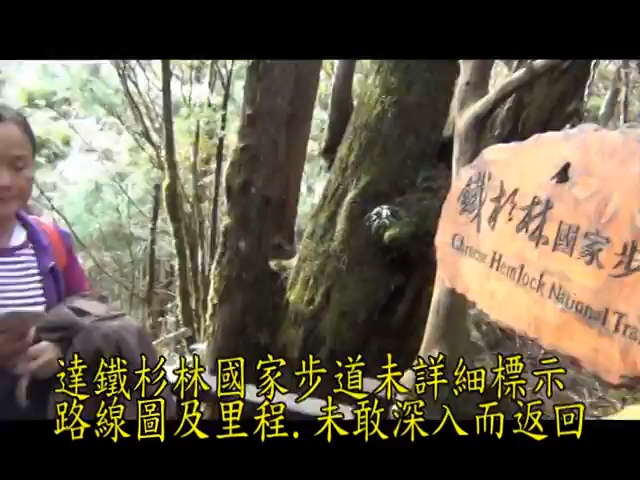 鐵杉林國家步
Chinese Hemlock National Tra
達鐵杉林國家步道未詳細標示
路線圖及里程.未敢深入而返回